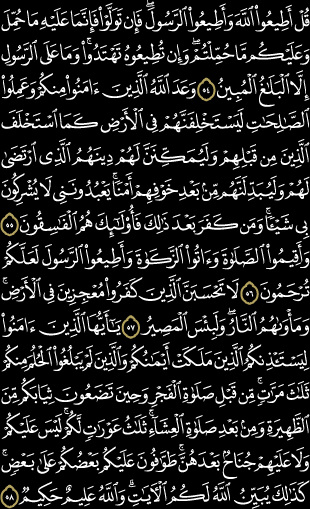 قُلْ أَطِيعُوا۟ ٱللَّهَ وَأَطِيعُوا۟ ٱلرَّسُولَ ۖ فَإِن تَوَلَّوْا۟ فَإِنَّمَا عَلَيْهِ مَا حُمِّلَ
وَعَلَيْكُم مَّا حُمِّلْتُمْ ۖ وَإِن تُطِيعُوهُ تَهْتَدُوا۟ ۚ وَمَا عَلَى ٱلرَّسُولِ
إِلَّا ٱلْبَلَٰغُ ٱلْمُبِينُ ٥٤ وَعَدَ ٱللَّهُ ٱلَّذِينَ ءَامَنُوا۟ مِنكُمْ وَعَمِلُوا۟
ٱلصَّٰلِحَٰتِ لَيَسْتَخْلِفَنَّهُمْ فِى ٱلْأَرْضِ كَمَا ٱسْتَخْلَفَ
ٱلَّذِينَ مِن قَبْلِهِمْ وَلَيُمَكِّنَنَّ لَهُمْ دِينَهُمُ ٱلَّذِى ٱرْتَضَىٰ
لَهُمْ وَلَيُبَدِّلَنَّهُم مِّنۢ بَعْدِ خَوْفِهِمْ أَمْنًا ۚ يَعْبُدُونَنِى لَا يُشْرِكُونَ
بِى شَيْـًٔا ۚ وَمَن كَفَرَ بَعْدَ ذَٰلِكَ فَأُو۟لَٰٓئِكَ هُمُ ٱلْفَٰسِقُونَ ٥٥
وَأَقِيمُوا۟ ٱلصَّلَوٰةَ وَءَاتُوا۟ ٱلزَّكَوٰةَ وَأَطِيعُوا۟ ٱلرَّسُولَ لَعَلَّكُمْ
تُرْحَمُونَ ٥٦ لَا تَحْسَبَنَّ ٱلَّذِينَ كَفَرُوا۟ مُعْجِزِينَ فِى ٱلْأَرْضِ ۚ
وَمَأْوَىٰهُمُ ٱلنَّارُ ۖ وَلَبِئْسَ ٱلْمَصِيرُ ٥٧ يَٰٓأَيُّهَا ٱلَّذِينَ ءَامَنُوا۟
لِيَسْتَـْٔذِنكُمُ ٱلَّذِينَ مَلَكَتْ أَيْمَٰنُكُمْ وَٱلَّذِينَ لَمْ يَبْلُغُوا۟ ٱلْحُلُمَ مِنكُمْ
ثَلَٰثَ مَرَّٰتٍ ۚ مِّن قَبْلِ صَلَوٰةِ ٱلْفَجْرِ وَحِينَ تَضَعُونَ ثِيَابَكُم مِّنَ
ٱلظَّهِيرَةِ وَمِنۢ بَعْدِ صَلَوٰةِ ٱلْعِشَآءِ ۚ ثَلَٰثُ عَوْرَٰتٍ لَّكُمْ ۚ لَيْسَ عَلَيْكُمْ
وَلَا عَلَيْهِمْ جُنَاحٌۢ بَعْدَهُنَّ ۚ طَوَّٰفُونَ عَلَيْكُم بَعْضُكُمْ عَلَىٰ بَعْضٍ ۚ
كَذَٰلِكَ يُبَيِّنُ ٱللَّهُ لَكُمُ ٱلْءَايَٰتِ ۗ وَٱللَّهُ عَلِيمٌ حَكِيمٌ ٥٨